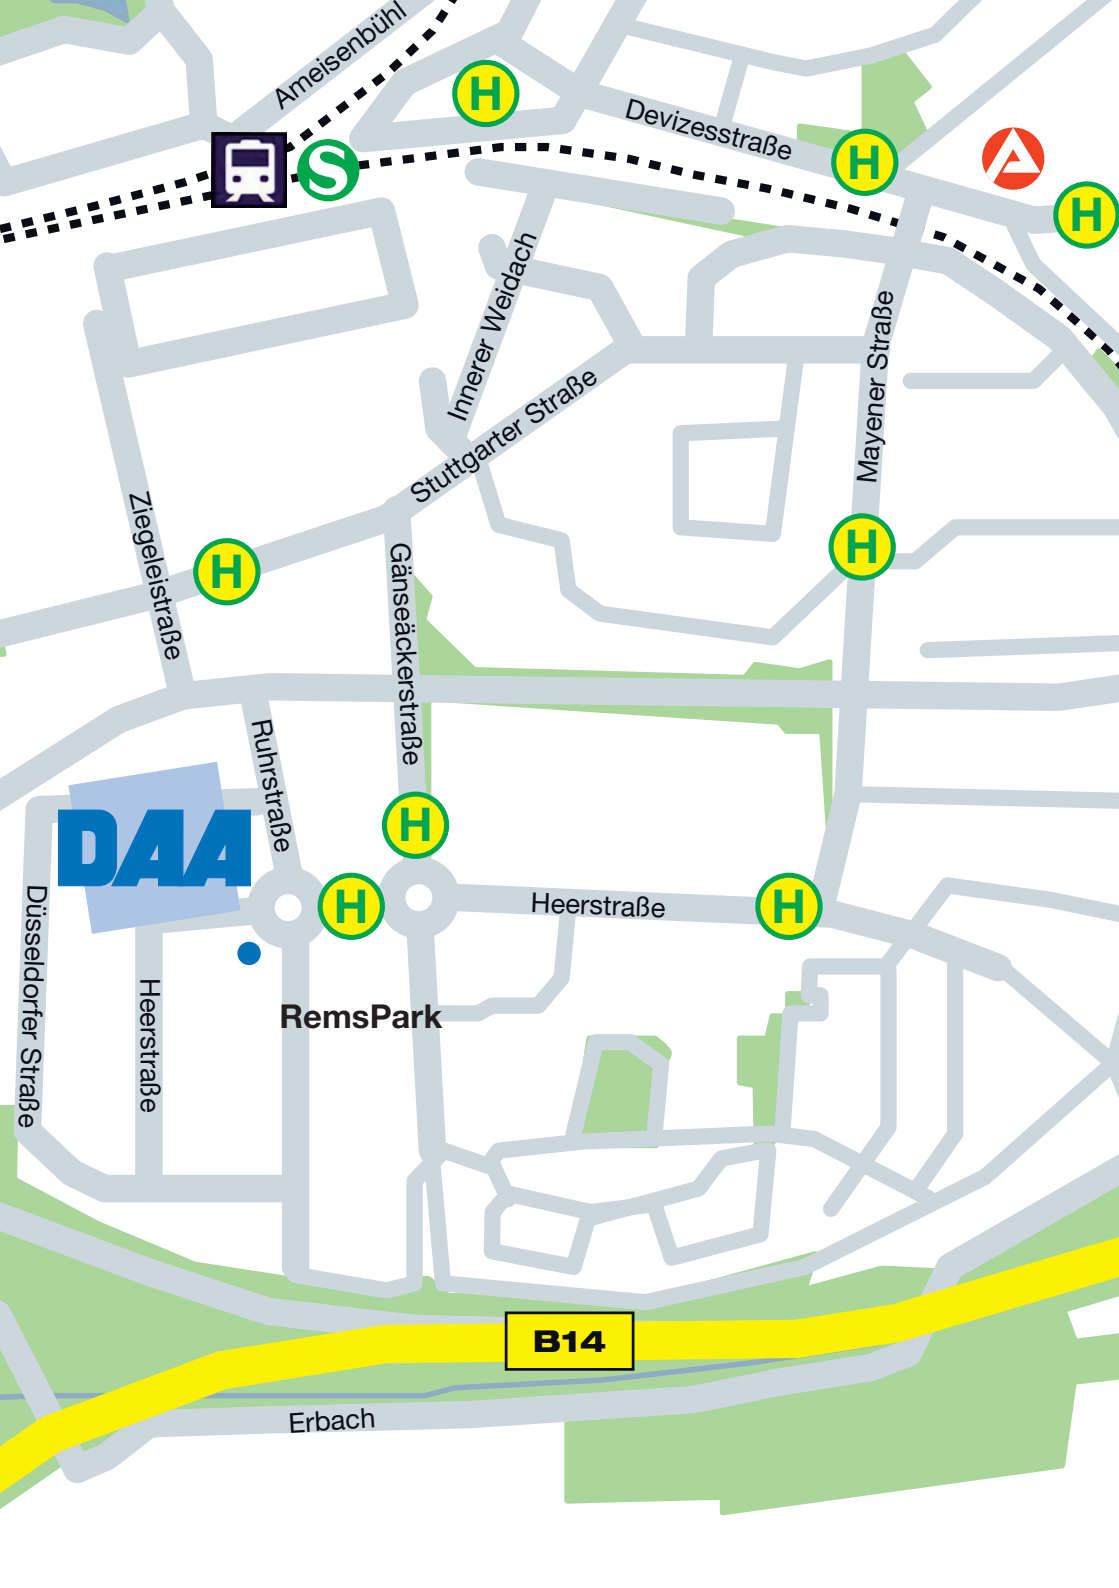 Ameisenbühl
H
Devizesstraße
H
S
H
Innerer Weidach
Mayener Straße
Stuttgarter Straße
Ziegeleistraße
H
Gänseäckerstraße
H
Ruhrstraße
DAA
H
H
Heerstraße
H
Düsseldorfer Straße
Heerstraße
RemsPark
B14
Erbach